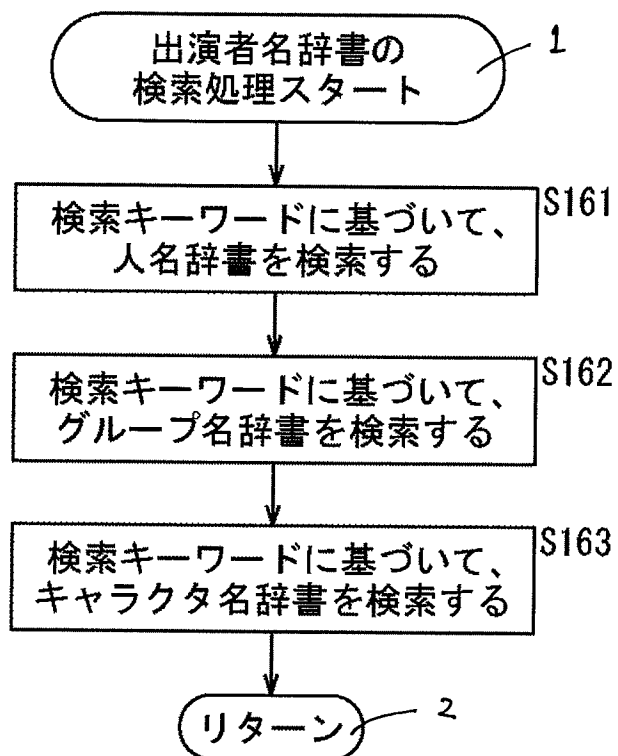 出演者名辞書の
検索処理スタート
1
検索キーワードに基づいて、
人名辞書を検索する
S161
検索キーワードに基づいて、
グループ名辞書を検索する
S162
検索キーワードに基づいて、
キャラクタ名辞書を検索する
S163
リターン
2